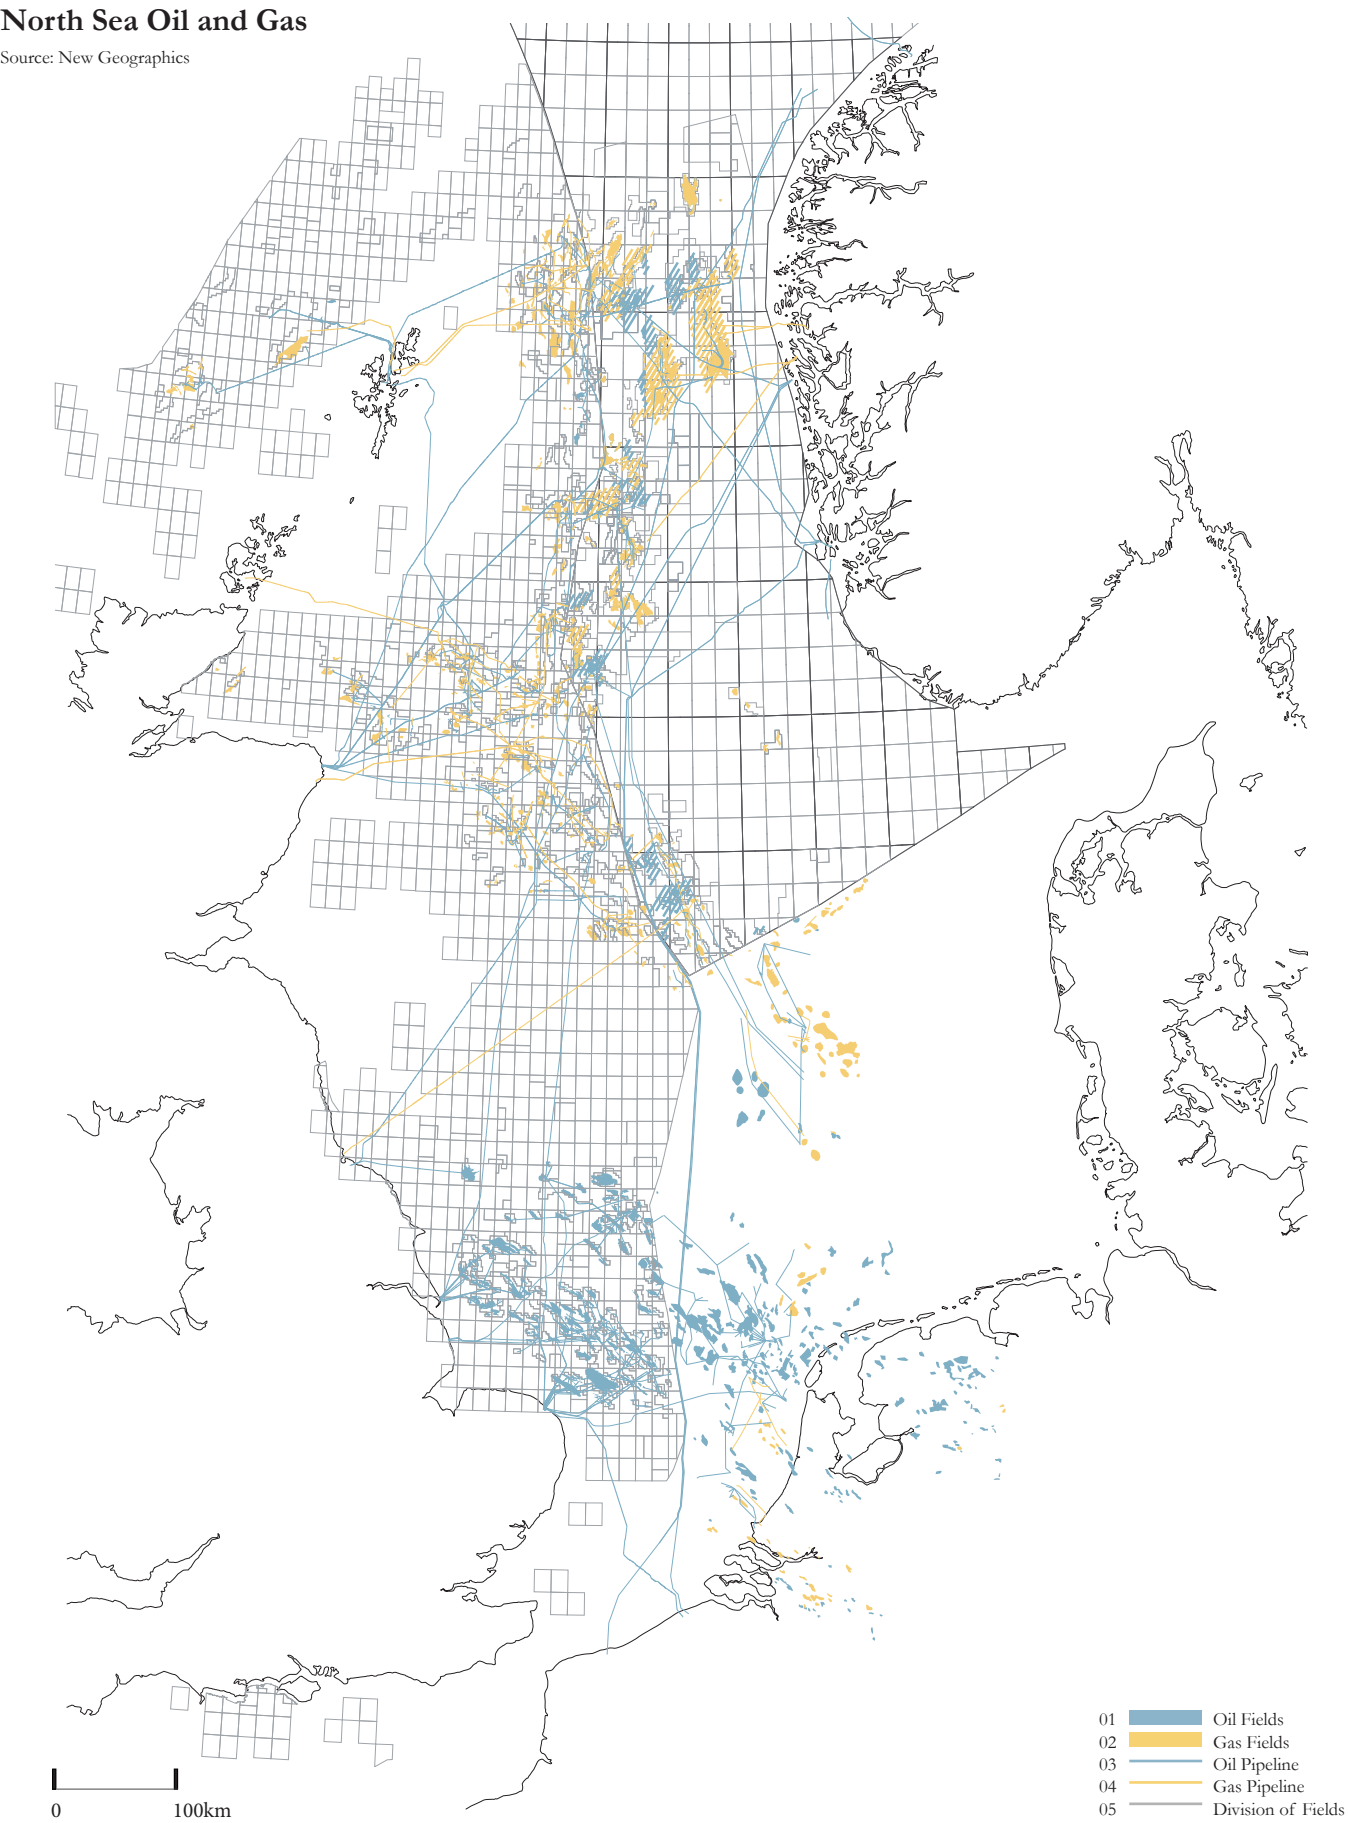 North Sea Oil and Gas
Source: New Geographics
01 Oil Fields
02 Gas Fields
03 Oil Pipeline
04 Gas Pipeline
05 Division of Fields
0 100km